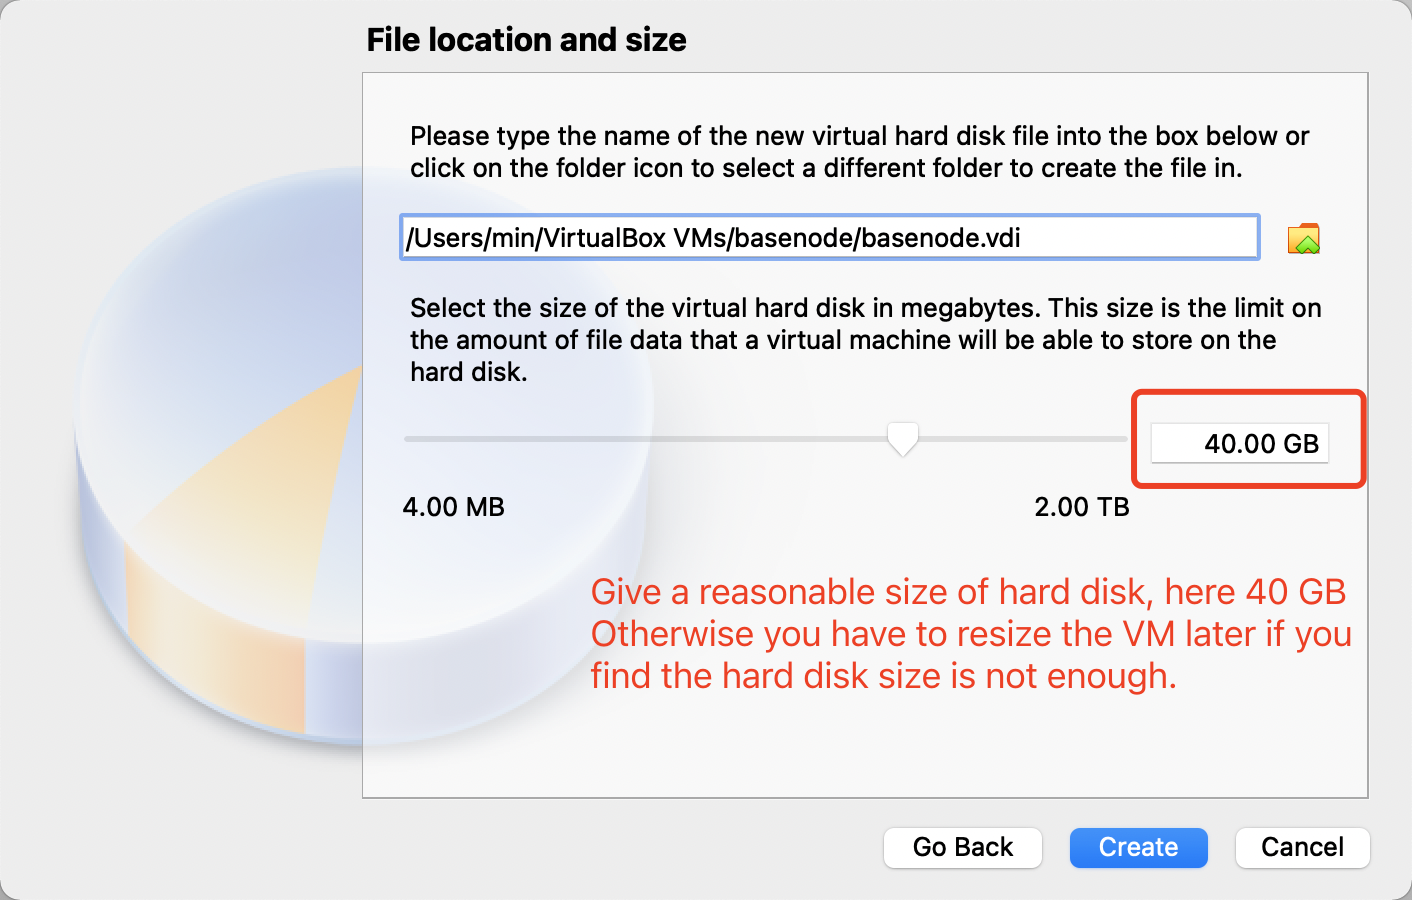 File location and size
Please type the name of the new virtual hard disk file into the box below or
click on the folder icon to select a different folder to create the file in.
/Users/min/VirtualBox VMs/basenode/basenode.vdi
Select the size of the virtual hard disk in megabytes. This size is the limit on
the amount of file data that a virtual machine will be able to store on the
hard disk.
40.00 GB
4.00 MB
2.00 TB
Give a reasonable size of hard disk, here 40 GB
Otherwise you have to resize the VM later if you
find the hard disk size is not enough.
Go Back
Create
Cancel